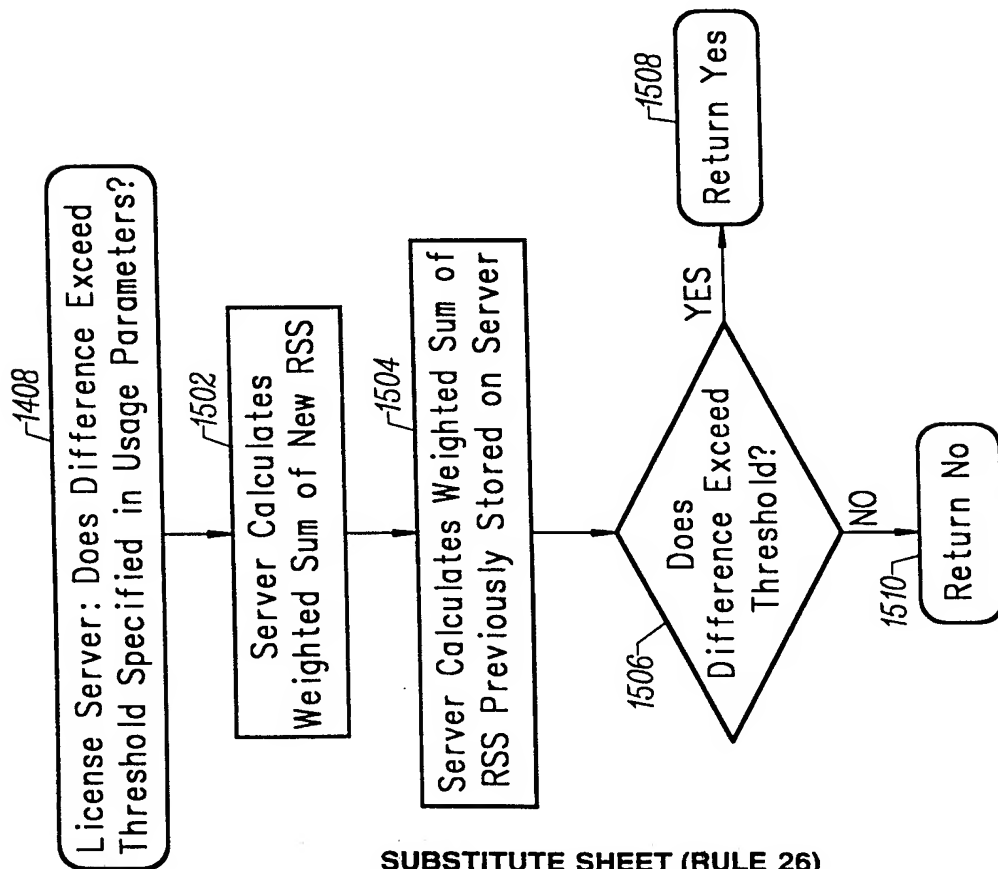 1408
License Server: Does Difference Exceed
Threshold Specified in Usage Parameters?
1502
Server Calculates
Weighted Sum of New RSS
1504
Server Calculates Weighted Sum of
RSS Previously Stored on Server
1506
Does
Difference Exceed
Threshold?
YES
1508
Return Yes
NO
1510
Return No
SUBSTITUTE SHEET (RULE 26)